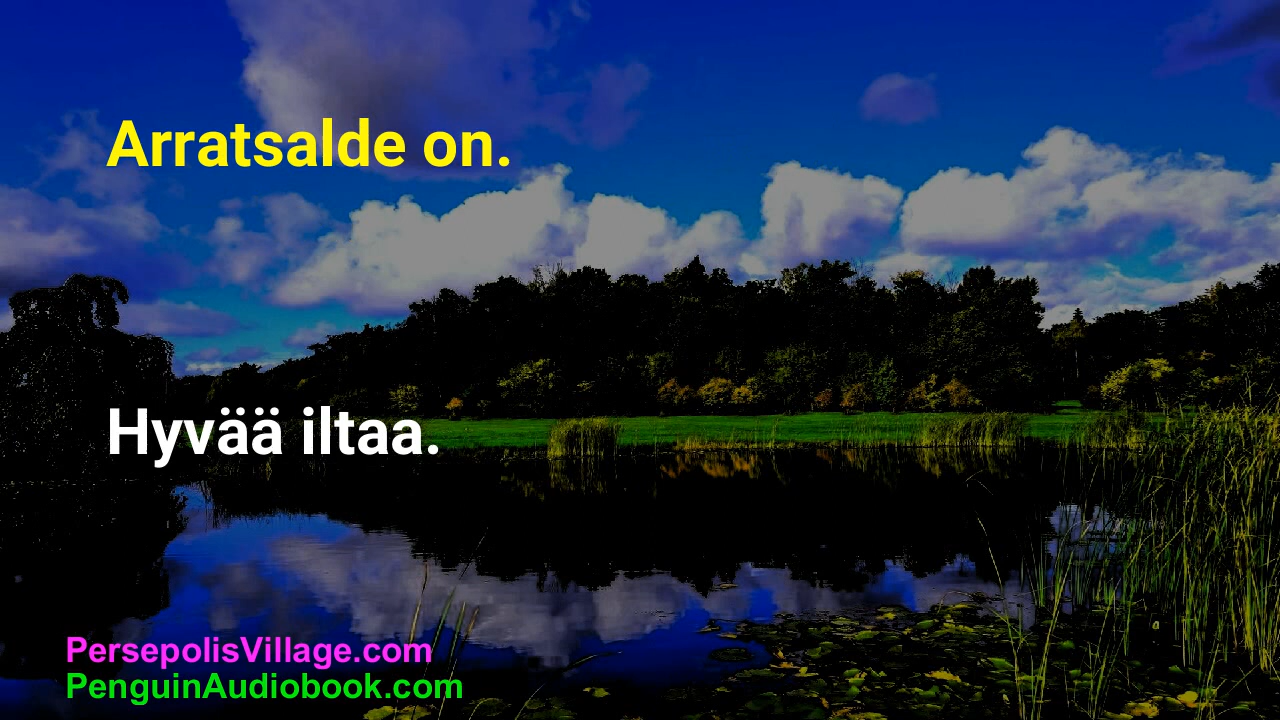 Arratsalde on.
Hyvää iltaa.
PersepolisVillage.com
PenguinAudiobook.com